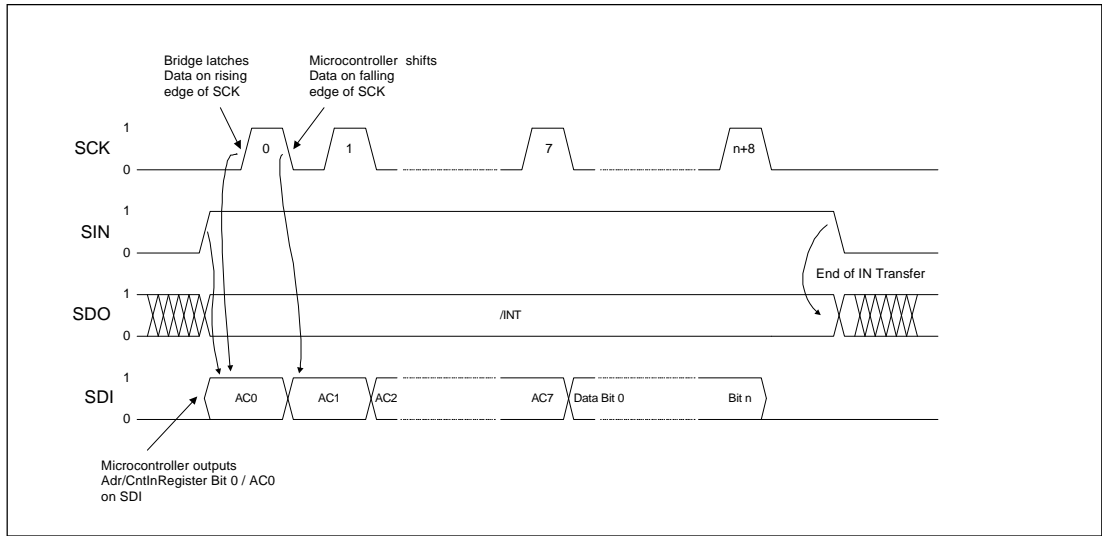 Bridge latches
Data on rising
edge of SCK
Microcontroller shifts
Data on falling
edge of SCK
SCK
1
0
0
1
7
n+8
SIN
1
0
End of IN Transfer
SDO
1
0
/INT
SDI
1
0
AC0
AC1
AC2
AC7
Data Bit 0
Bit n
Microcontroller outputs
Adr/CntInRegister Bit 0 / AC0
on SDI